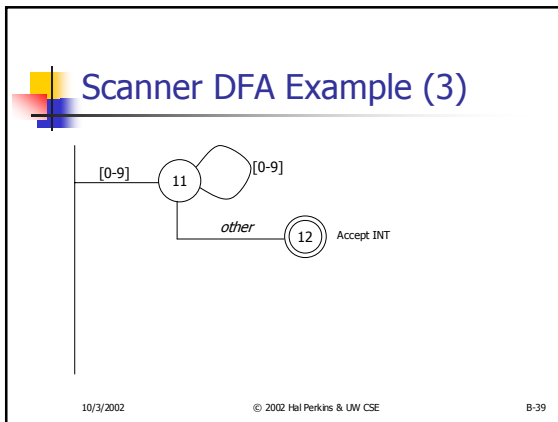 Scanner DFA Example (3)
[0-9]
11
[0-9]
other
12
Accept INT
10/3/2002
© 2002 Hal Perkins & UW CSE
B-39